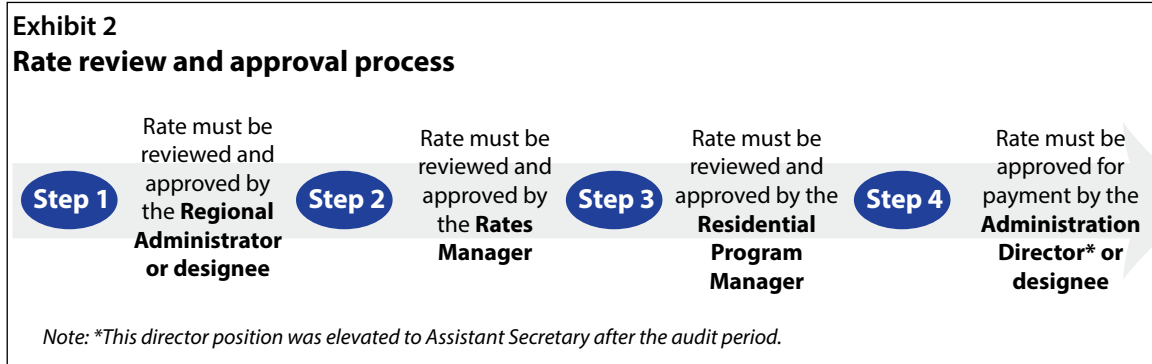 Exhibit 2
Rate review and approval process
Step 1
Rate must be
reviewed and
approved by
the Regional
Administrator
or designee
Step 2
Rate must be
reviewed and
approved by
the Rates
Manager
Step 3
Rate must be
reviewed and
approved by the
Residential
Program
Manager
Step 4
Rate must be
approved for
payment by the
Administration
Director* or
designee
Note: *This director position was elevated to Assistant Secretary after the audit period.